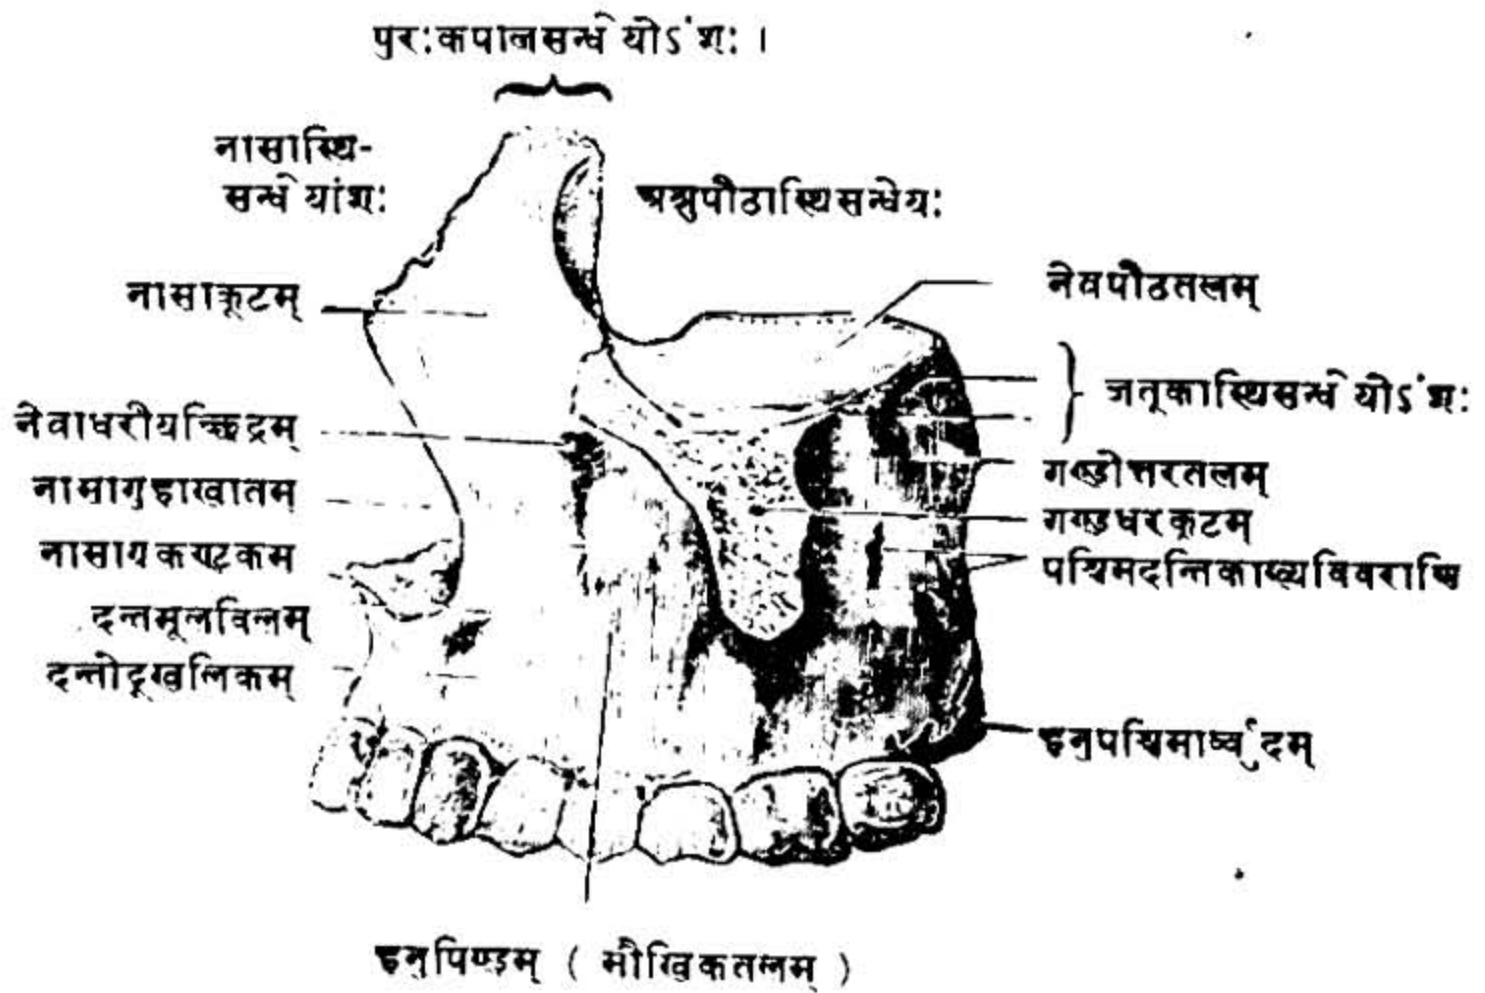 पुरःकपालसन्धेयोऽंशः ।
नासास्थि-
सन्धेयांशः
अश्रुपीठास्थिसन्धेयः
नासाकूटम्
नेत्रपीठतलम्
जतूकास्थिसन्धेयोऽंशः
नेत्राधरीयच्छिद्रम्
गण्डोत्तरतलम्
नासागुहाखातम्
गण्डधरकूटम्
नासाग्रकण्टकम्
पश्चिमदन्तिकाख्यविवराणि
दन्तमूलविलम्
दन्तोदूखलिकम्
हनुपश्चिमार्व्वुदम्
हनुपिण्डम् ( मौखिकतलम् )